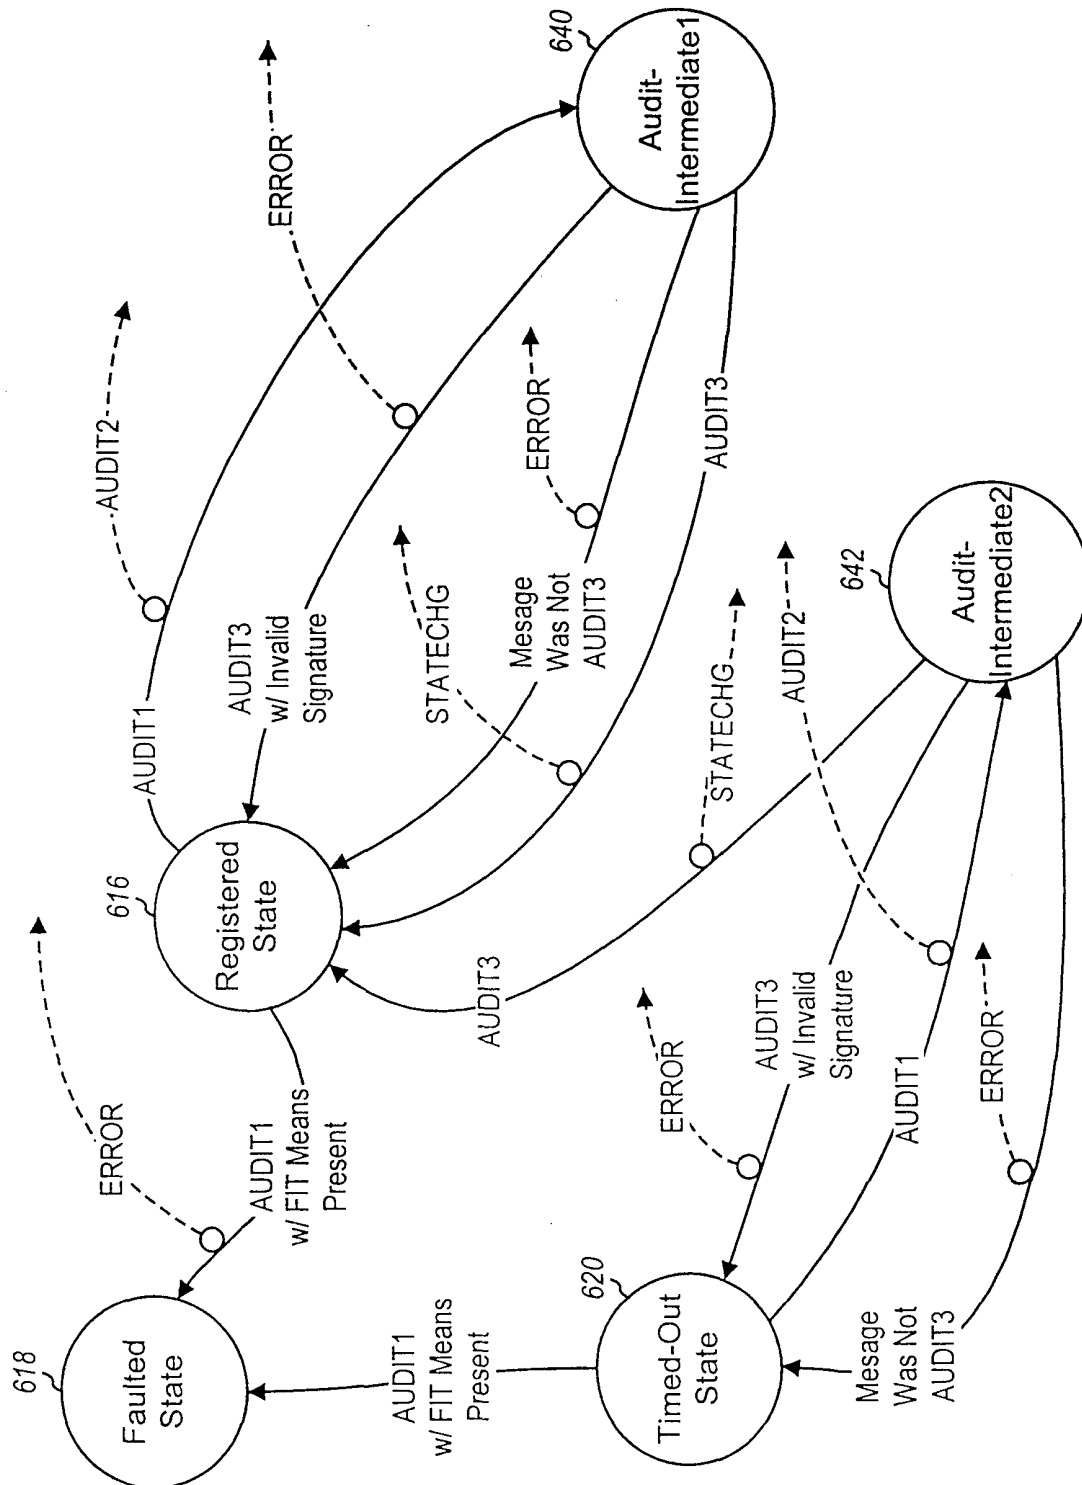 618
Faulted
State
ERROR
AUDIT1
w/ FIT Means
Present
AUDIT1
w/ FIT Means
Present
616
Registered
State
AUDIT1
AUDIT2
AUDIT3
w/ Invalid
Signature
ERROR
STATECHG
Mesage
Was Not
AUDIT3
ERROR
AUDIT3
640
Audit-
Intermediate1
620
Timed-Out
State
AUDIT3
STATECHG
ERROR
AUDIT3
w/ Invalid
Signature
AUDIT2
AUDIT1
ERROR
Mesage
Was Not
AUDIT3
642
Audit-
Intermediate2